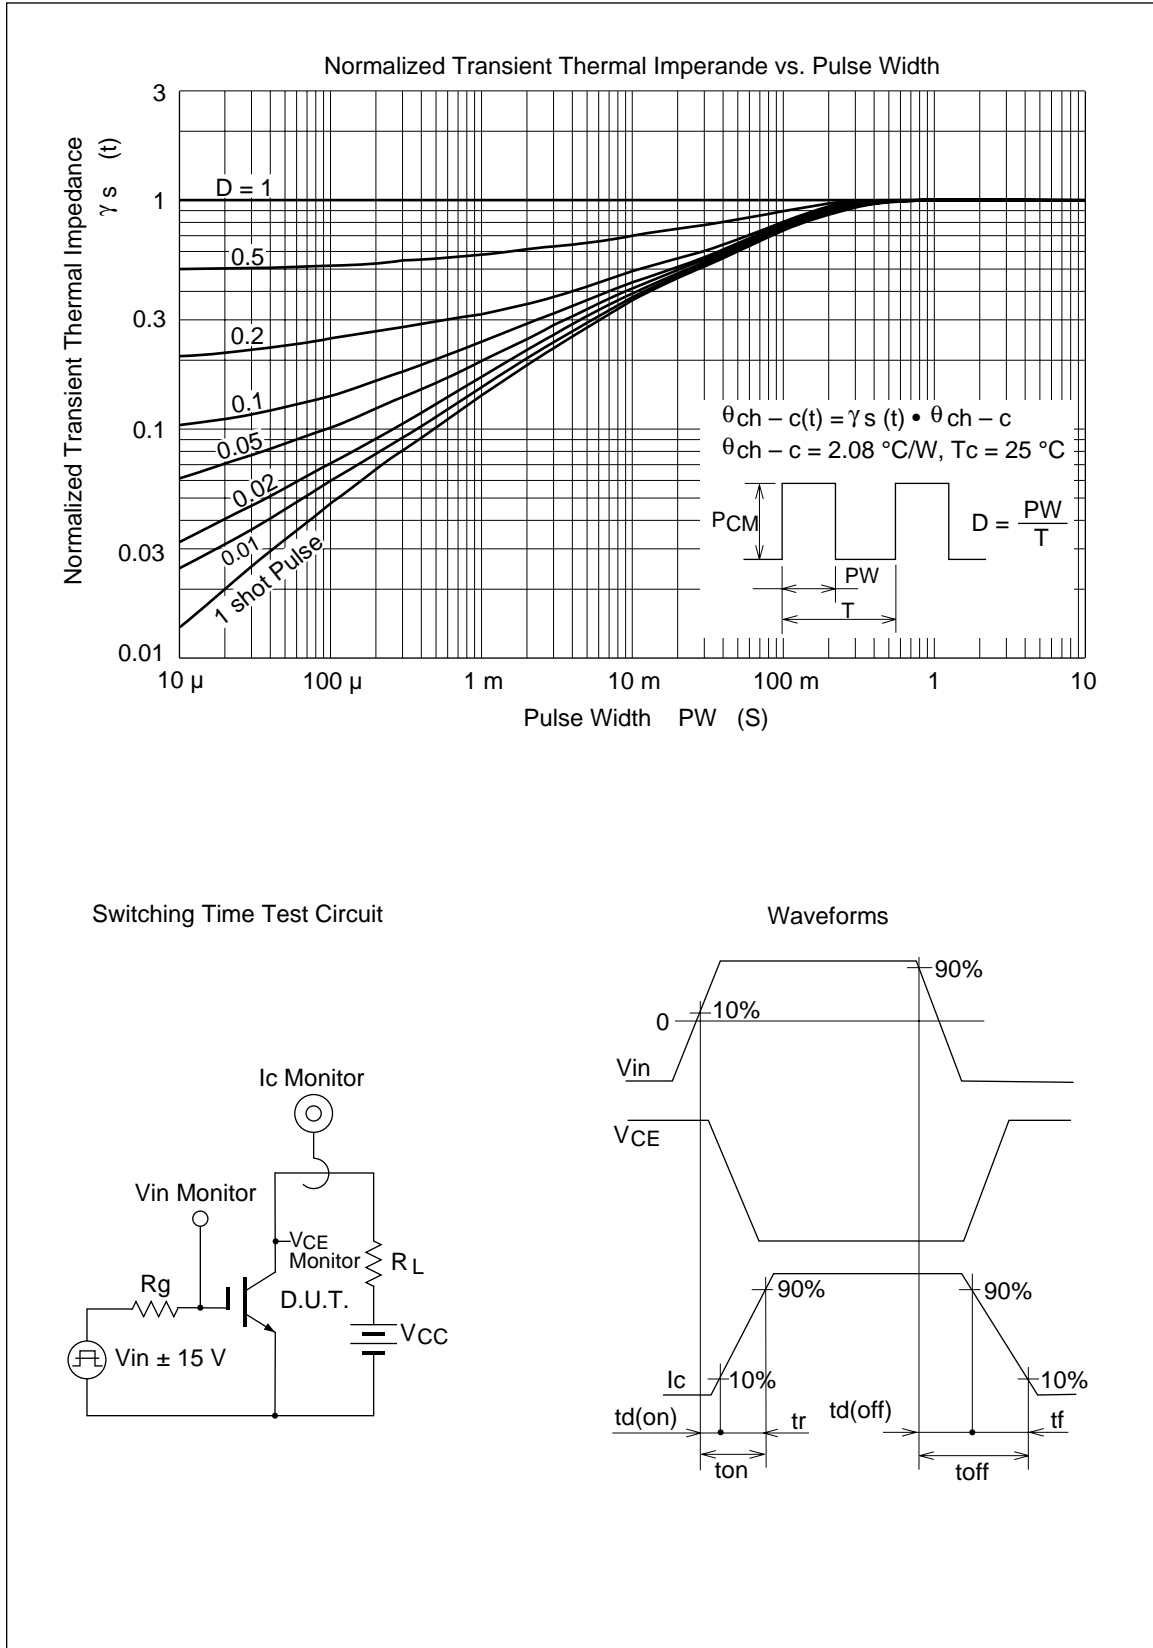 Normalized Transient Thermal Imperande vs. Pulse Width
Normalized Transient Thermal Impedance
γ s (t)
3
1
0.3
0.1
0.03
0.01
D = 1
0.5
0.2
0.1
0.05
0.02
0.01
1 shot Pulse
θch – c(t) = γ s (t) • θch – c
θch – c = 2.08 °C/W, Tc = 25 °C
PCM
D = PW
T
PW
T
10 µ
100 µ
1 m
10 m
100 m
1
10
Pulse Width PW (S)
Switching Time Test Circuit
Ic Monitor
Vin Monitor
VCE
Monitor
RL
Rg
D.U.T.
VCC
Vin ± 15 V
Waveforms
90%
10%
0
Vin
VCE
90%
90%
Ic
10%
10%
td(on)
tr
td(off)
tf
ton
toff